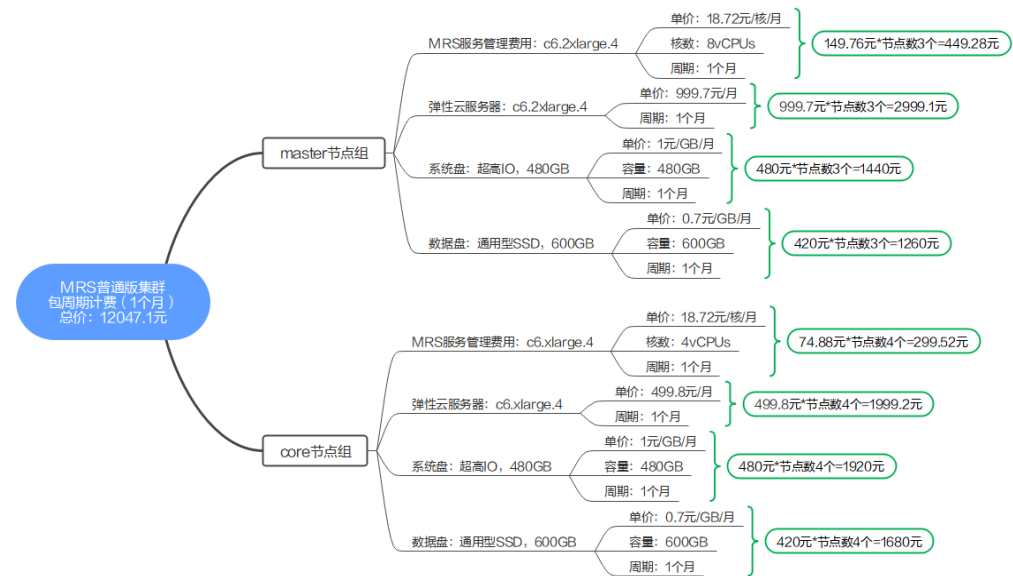 MRS普通版集群
包周期计费（1个月）
总价：12047.1元
master节点组
MRS服务管理费用：c6.2xlarge.4
单价：18.72元/核/月
核数：8vCPUs
周期：1个月
149.76元*节点数3个=449.28元
弹性云服务器：c6.2xlarge.4
单价：999.7元/月
周期：1个月
999.7元*节点数3个=2999.1元
系统盘：超高IO，480GB
单价：1元/GB/月
容量：480GB
周期：1个月
480元*节点数3个=1440元
数据盘：通用型SSD，600GB
单价：0.7元/GB/月
容量：600GB
周期：1个月
420元*节点数3个=1260元
core节点组
MRS服务管理费用：c6.xlarge.4
单价：18.72元/核/月
核数：4vCPUs
周期：1个月
74.88元*节点数4个=299.52元
弹性云服务器：c6.xlarge.4
单价：499.8元/月
周期：1个月
499.8元*节点数4个=1999.2元
系统盘：超高IO，480GB
单价：1元/GB/月
容量：480GB
周期：1个月
480元*节点数4个=1920元
数据盘：通用型SSD，600GB
单价：0.7元/GB/月
容量：600GB
周期：1个月
420元*节点数4个=1680元